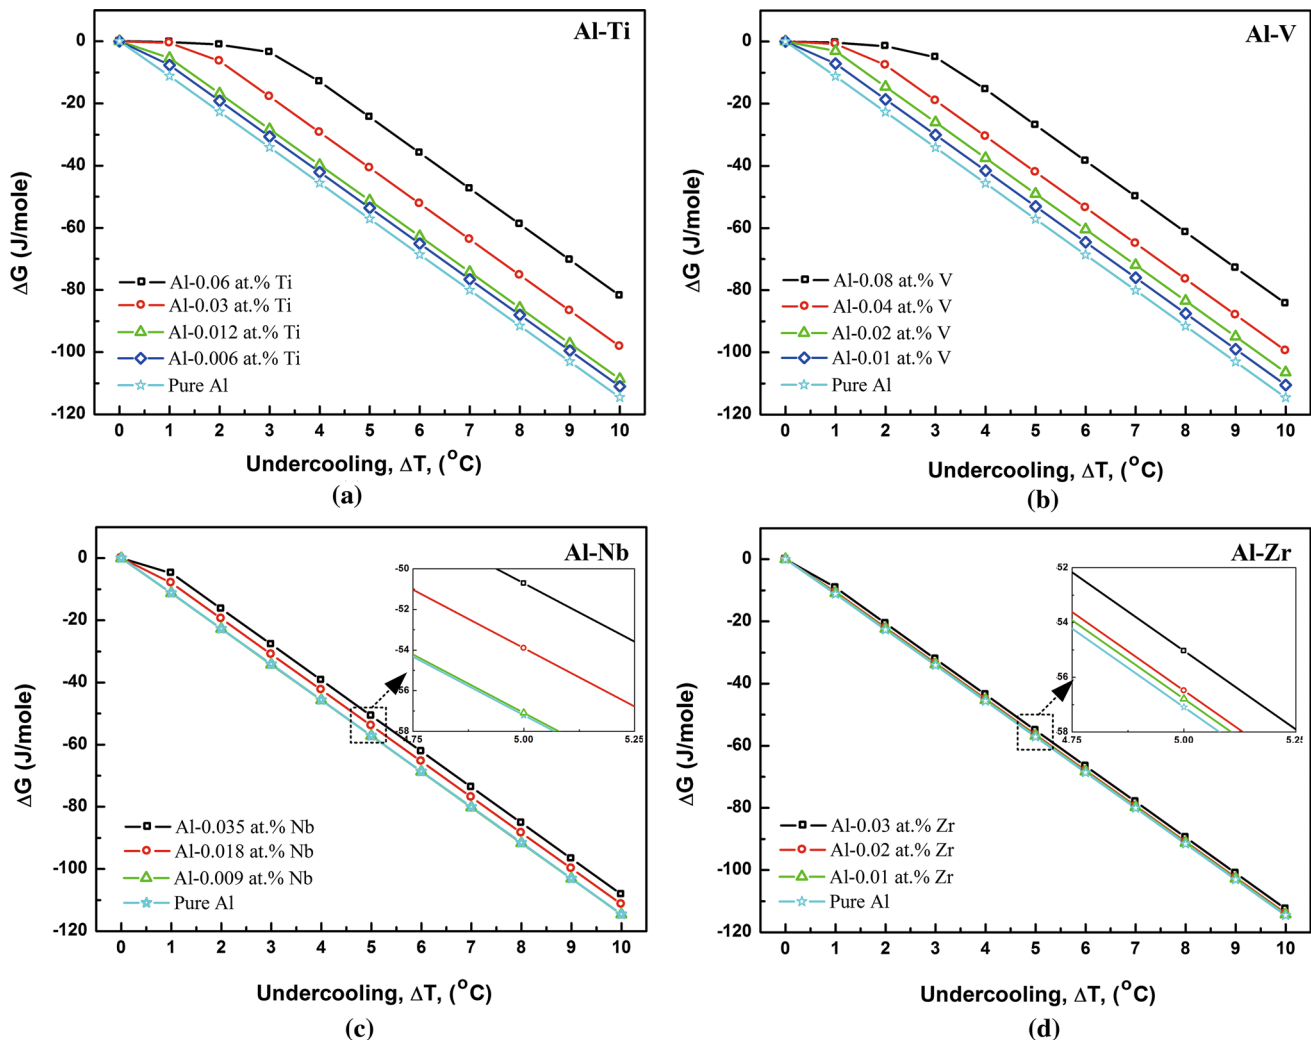 Al-Ti
ΔG (J/mole)
0
-20
-40
-60
-80
-100
-120
Al-0.06 at.% Ti
Al-0.03 at.% Ti
Al-0.012 at.% Ti
Al-0.006 at.% Ti
Pure Al
0 1 2 3 4 5 6 7 8 9 10
Undercooling, ΔT, (°C)
(a)
Al-V
ΔG (J/mole)
0
-20
-40
-60
-80
-100
-120
Al-0.08 at.% V
Al-0.04 at.% V
Al-0.02 at.% V
Al-0.01 at.% V
Pure Al
0 1 2 3 4 5 6 7 8 9 10
Undercooling, ΔT, (°C)
(b)
Al-Nb
ΔG (J/mole)
0
-20
-40
-60
-80
-100
-120
-50
-52
-54
-56
-58
4.75 5.00 5.25
Al-0.035 at.% Nb
Al-0.018 at.% Nb
Al-0.009 at.% Nb
Pure Al
0 1 2 3 4 5 6 7 8 9 10
Undercooling, ΔT, (°C)
(c)
Al-Zr
ΔG (J/mole)
0
-20
-40
-60
-80
-100
-120
-52
-54
-56
-58
4.75 5.00 5.25
Al-0.03 at.% Zr
Al-0.02 at.% Zr
Al-0.01 at.% Zr
Pure Al
0 1 2 3 4 5 6 7 8 9 10
Undercooling, ΔT, (°C)
(d)